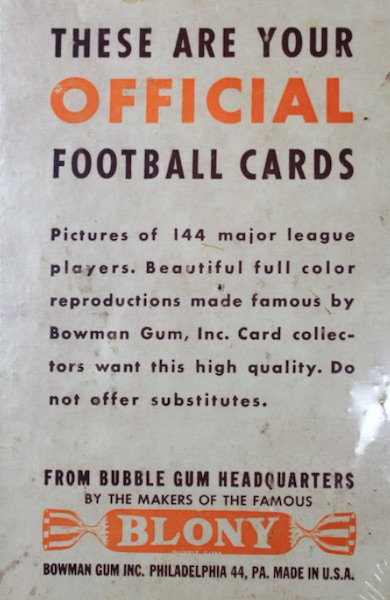 THESE ARE YOUR
OFFICIAL
FOOTBALL CARDS
Pictures of 144 major league
players. Beautiful full color
reproductions made famous by
Bowman Gum, Inc. Card collec-
tors want this high quality. Do
not offer substitutes.
FROM BUBBLE GUM HEADQUARTERS
BY THE MAKERS OF THE FAMOUS
BLONY
BUBBLE GUM
BOWMAN GUM INC. PHILADELPHIA 44, PA. MADE IN U.S.A.